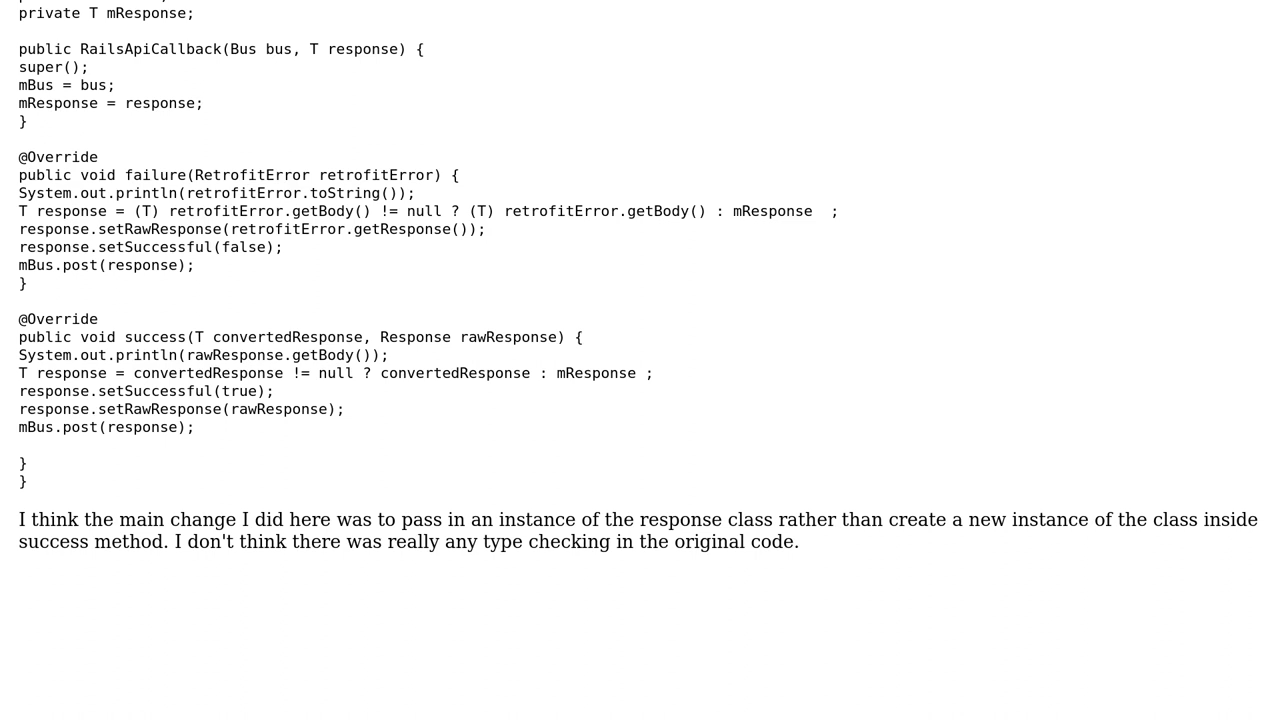 private T mResponse;
public RailsApiCallback(Bus bus, T response) {
super();
mBus = bus;
mResponse = response;
}
@Override
public void failure(RetrofitError retrofitError) {
System.out.println(retrofitError.toString());
T response = (T) retrofitError.getBody() != null ? (T) retrofitError.getBody() : mResponse  ;
response.setRawResponse(retrofitError.getResponse());
response.setSuccessful(false);
mBus.post(response);
}
@Override
public void success(T convertedResponse, Response rawResponse) {
System.out.println(rawResponse.getBody());
T response = convertedResponse != null ? convertedResponse : mResponse ;
response.setSuccessful(true);
response.setRawResponse(rawResponse);
mBus.post(response);
}
}
I think the main change I did here was to pass in an instance of the response class rather than create a new instance of the class inside
success method. I don't think there was really any type checking in the original code.